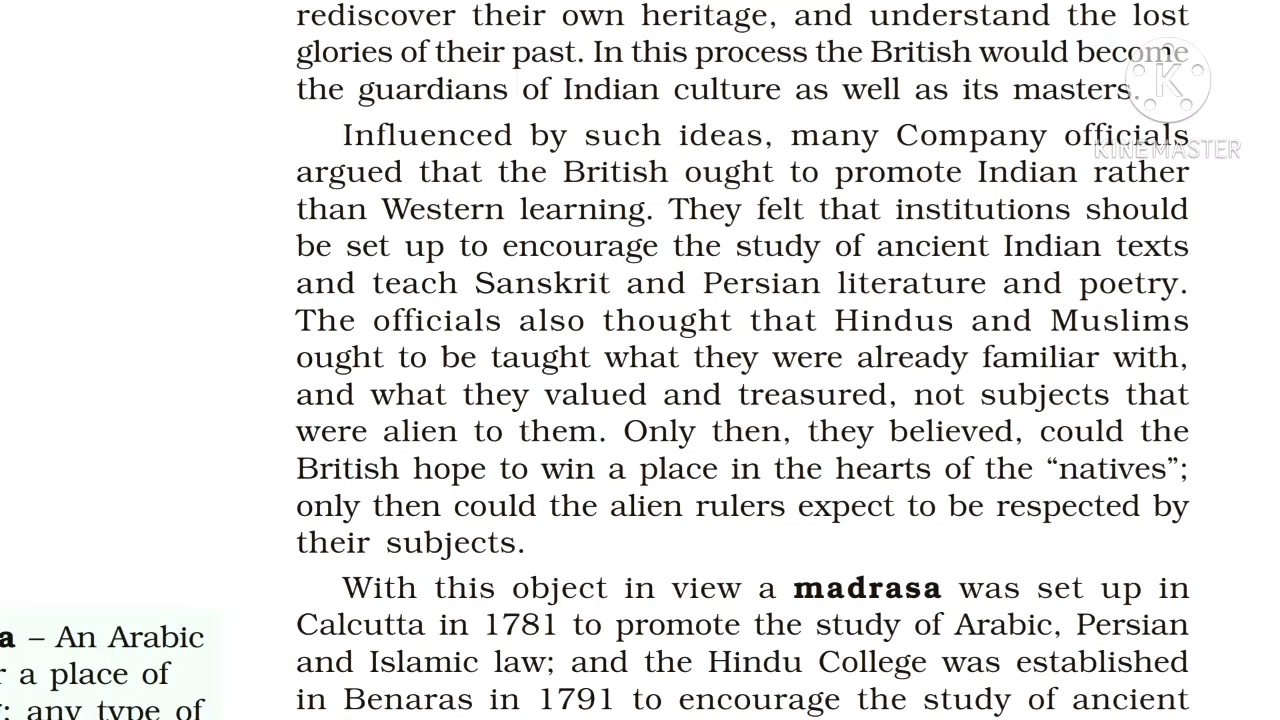 rediscover their own heritage, and understand the lost
glories of their past. In this process the British would become
the guardians of Indian culture as well as its masters.
KINEMASTER
Influenced by such ideas, many Company officials
argued that the British ought to promote Indian rather
than Western learning. They felt that institutions should
be set up to encourage the study of ancient Indian texts
and teach Sanskrit and Persian literature and poetry.
The officials also thought that Hindus and Muslims
ought to be taught what they were already familiar with,
and what they valued and treasured, not subjects that
were alien to them. Only then, they believed, could the
British hope to win a place in the hearts of the “natives”;
only then could the alien rulers expect to be respected by
their subjects.
With this object in view a madrasa was set up in
Calcutta in 1781 to promote the study of Arabic, Persian
and Islamic law; and the Hindu College was established
in Benaras in 1791 to encourage the study of ancient
a – An Arabic
r a place of
; any type of